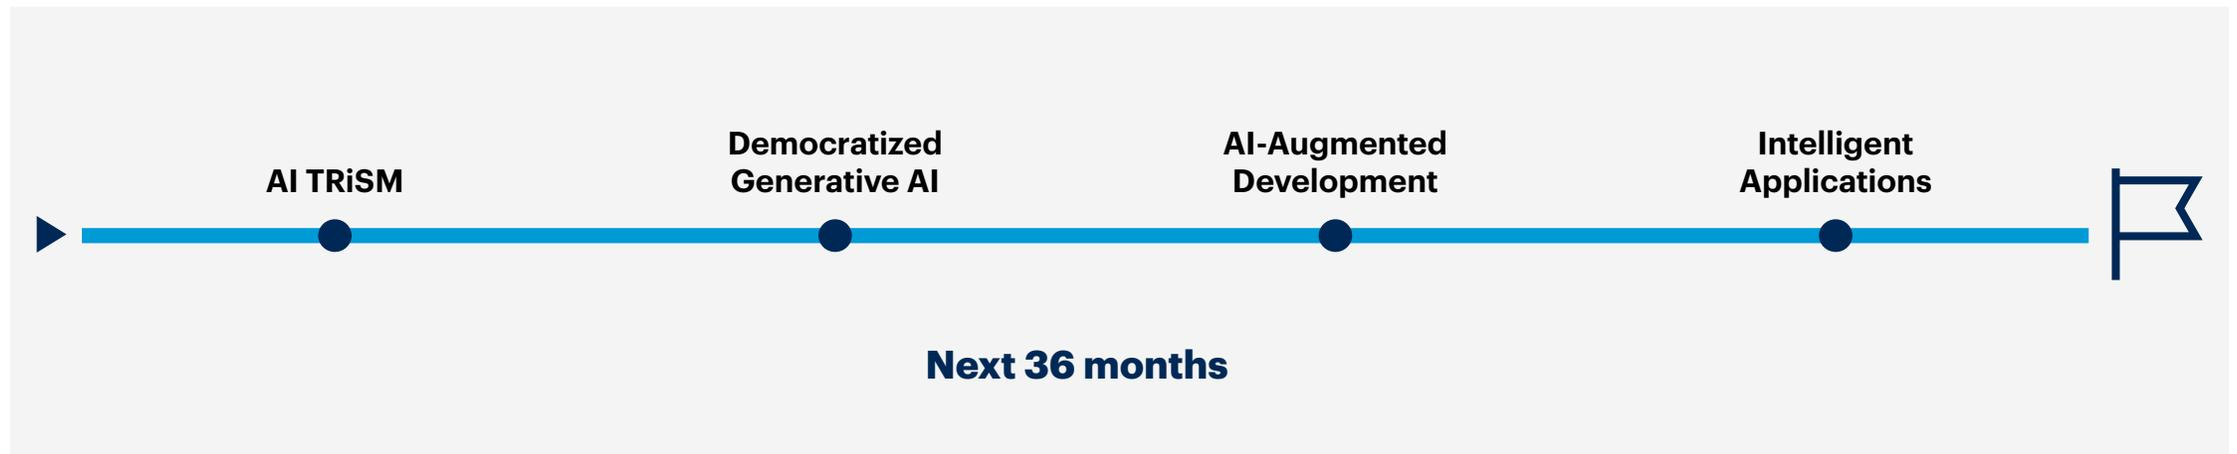 AI TRiSM
Democratized
Generative AI
AI-Augmented
Development
Intelligent
Applications
Next 36 months